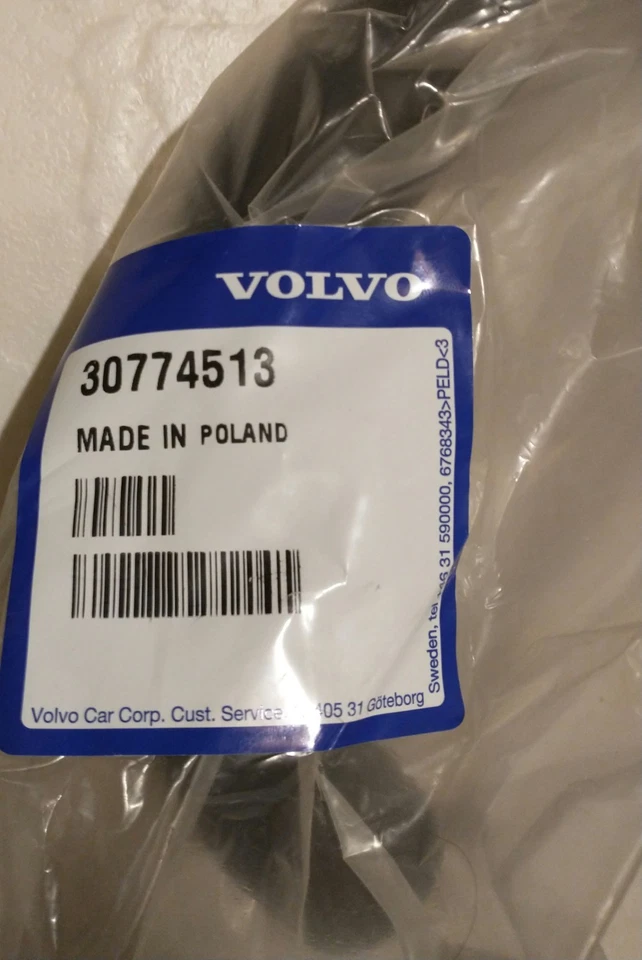 VOLVO
30774513
MADE IN POLAND
Volvo Car Corp. Cust. Service 405 31 Göteborg
Sweden, tel 31 590000, 6768343>PELD<3